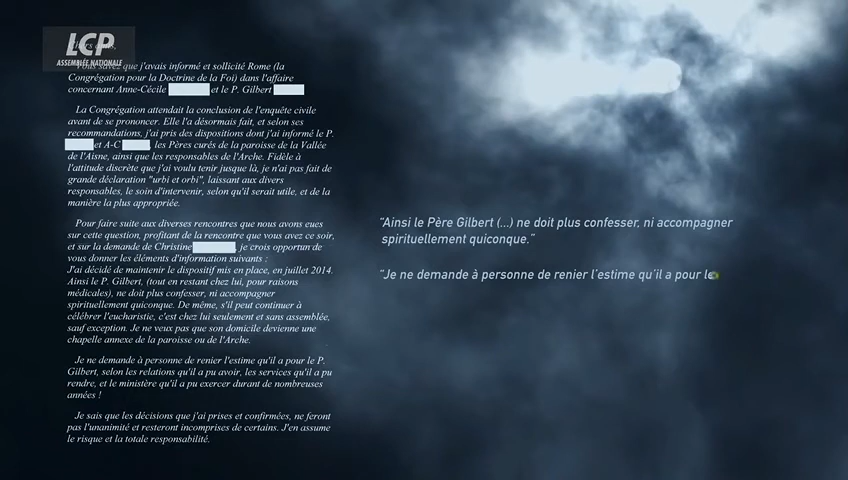 LCP
ASSEMBLÉE NATIONALE
Vous savez que j'avais informé et sollicité Rome (la
Congrégation pour la Doctrine de la Foi) dans l'affaire
concernant Anne-Cécile et le P. Gilbert
La Congrégation attendait la conclusion de l'enquête civile
avant de se prononcer. Elle l'a désormais fait, et selon ses
recommandations, j'ai pris des dispositions dont j'ai informé le P.
et A-C , les Pères curés de la paroisse de la Vallée
de l'Aisne, ainsi que les responsables de l'Arche. Fidèle à
l'attitude discrète que j'ai voulu tenir jusque là, je n'ai pas fait de
grande déclaration "urbi et orbi", laissant aux divers
responsables, le soin d'intervenir, selon qu'il serait utile, et de la
manière la plus appropriée.
Pour faire suite aux diverses rencontres que nous avons eues
sur cette question, profitant de la rencontre que vous avez ce soir,
et sur la demande de Christine , je crois opportun de
vous donner les éléments d'information suivants :
J'ai décidé de maintenir le dispositif mis en place, en juillet 2014.
Ainsi le P. Gilbert, (tout en restant chez lui, pour raisons
médicales), ne doit plus confesser, ni accompagner
spirituellement quiconque. De même, s'il peut continuer à
célébrer l'eucharistie, c'est chez lui seulement et sans assemblée,
sauf exception. Je ne veux pas que son domicile devienne une
chapelle annexe de la paroisse ou de l'Arche.
Je ne demande à personne de renier l'estime qu'il a pour le P.
Gilbert, selon les relations qu'il a pu avoir, les services qu'il a pu
rendre, et le ministère qu'il a pu exercer durant de nombreuses
années !
Je sais que les décisions que j'ai prises et confirmées, ne feront
pas l'unanimité et resteront incomprises de certains. J'en assume
le risque et la totale responsabilité.
"Ainsi le Père Gilbert (...) ne doit plus confesser, ni accompagner
spirituellement quiconque."
"Je ne demande à personne de renier l'estime qu'il a pour le